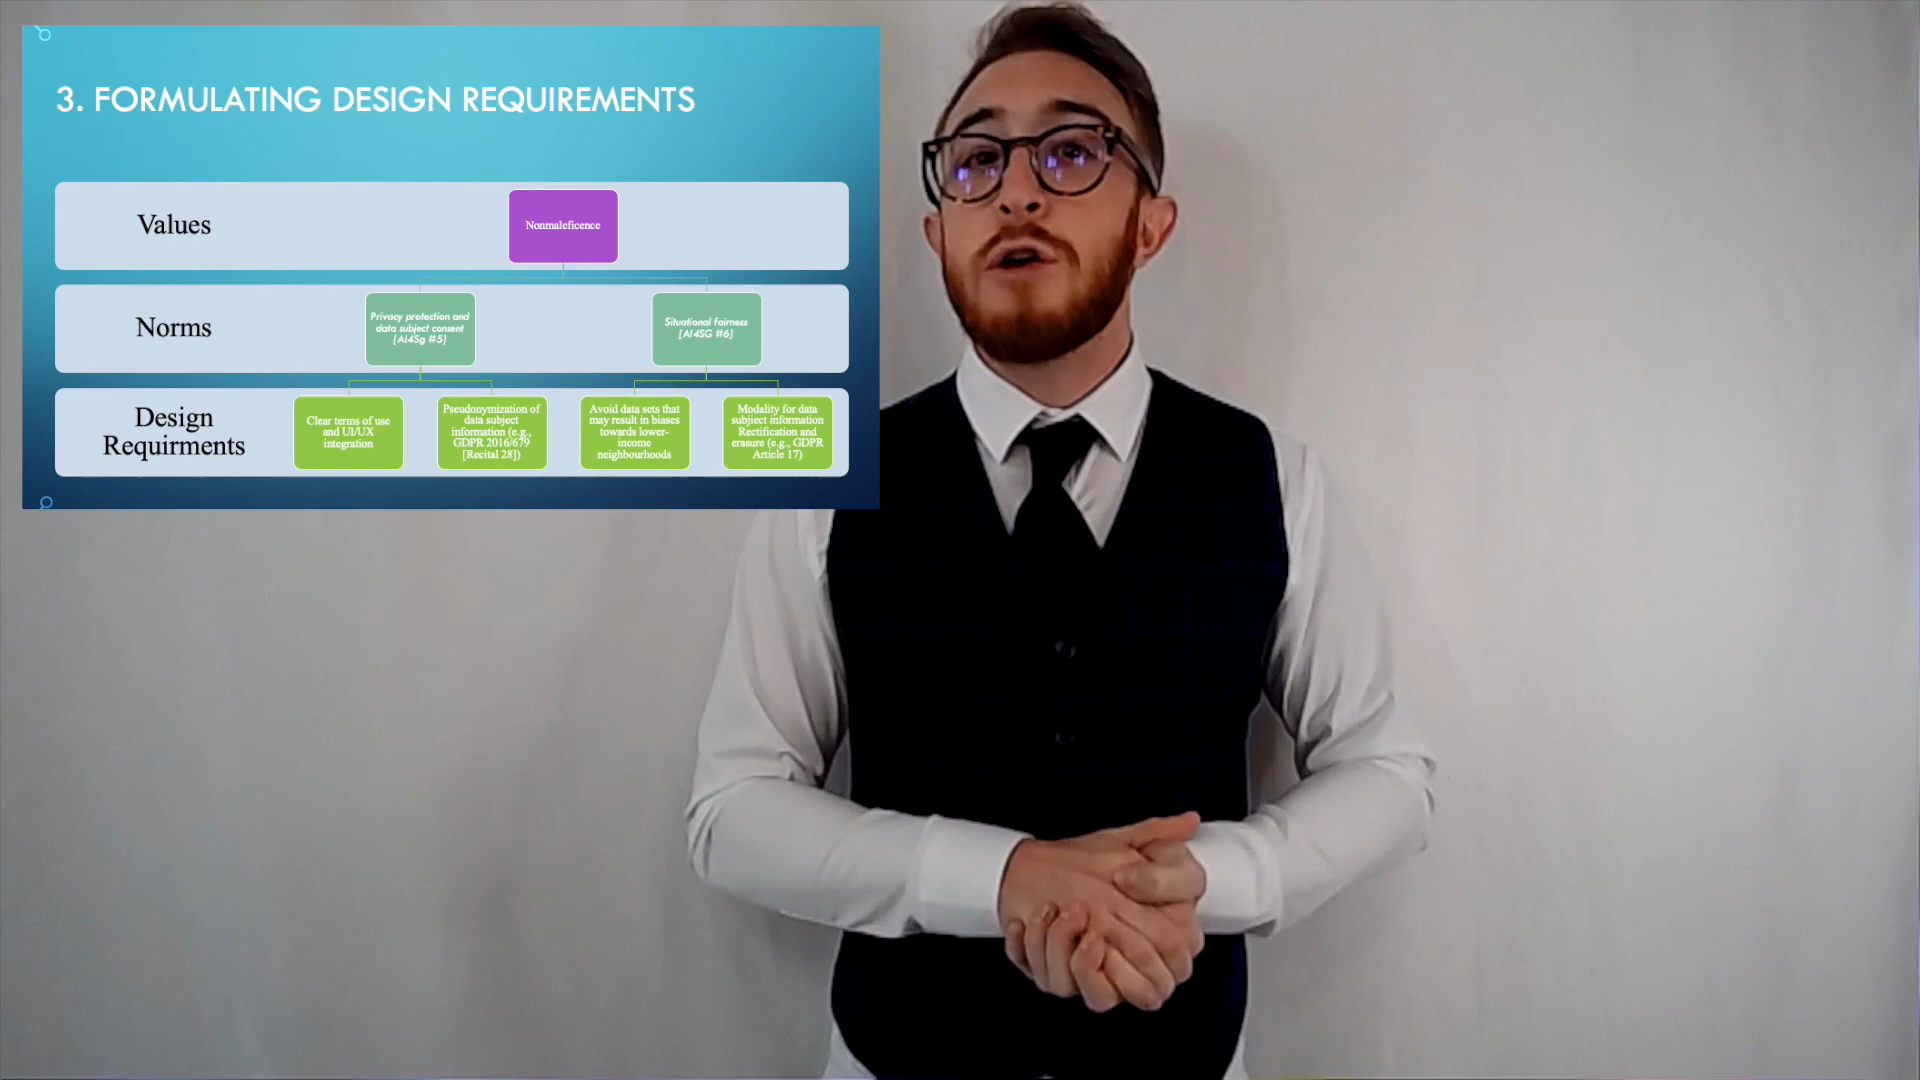 3. FORMULATING DESIGN REQUIREMENTS
Values
Nonmaleficence
Norms
Privacy protection and
data subject consent
[AI4Sg #5]
Situational fairness
[AI4SG #6]
Design
Requirments
Clear terms of use
and UI/UX
integration
Pseudonymization of
data subject
information (e.g.,
GDPR 2016/679
[Recital 28])
Avoid data sets that
may result in biases
towards lower-
income
neighbourhoods
Modality for data
subject information
Rectification and
erasure (e.g., GDPR
Article 17)